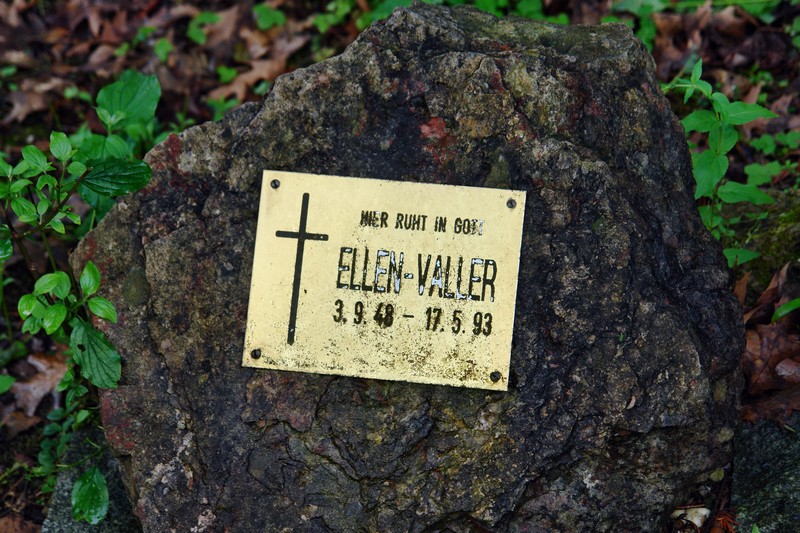 HIER RUHT IN GOTT
ELLEN-VALLER
3. 9. 48 – 17. 5. 93